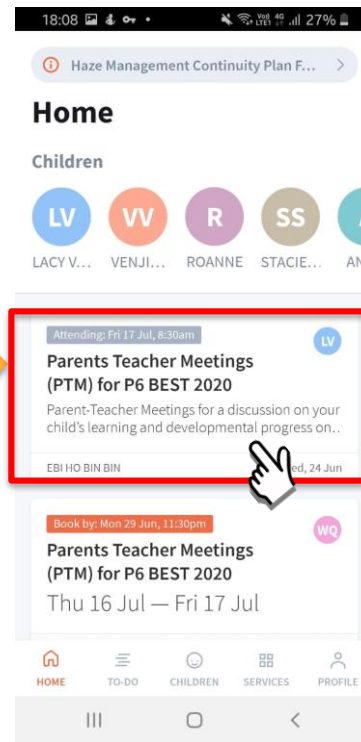 18:08 27%
Haze Management Continuity Plan F...
Home
Children
LV VV R SS
LACY V... VENJI... ROANNE STACIE... AN
Attending: Fri 17 Jul, 8:30am LV
Parents Teacher Meetings
(PTM) for P6 BEST 2020
Parent-Teacher Meetings for a discussion on your
child's learning and developmental progress on..
EBI HO BIN BIN ed, 24 Jun
Book by: Mon 29 Jun, 11:30pm WQ
Parents Teacher Meetings
(PTM) for P6 BEST 2020
Thu 16 Jul — Fri 17 Jul
HOME TO-DO CHILDREN SERVICES PROFILE